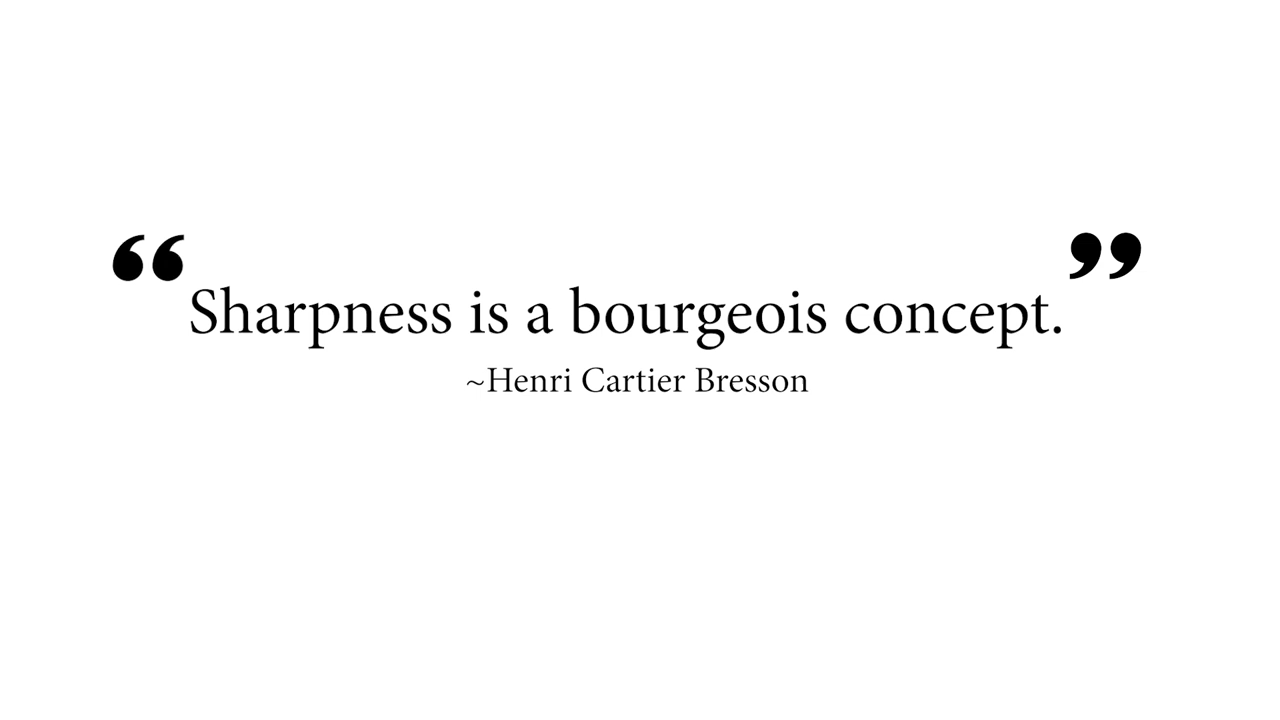 “Sharpness is a bourgeois concept.”
~Henri Cartier Bresson